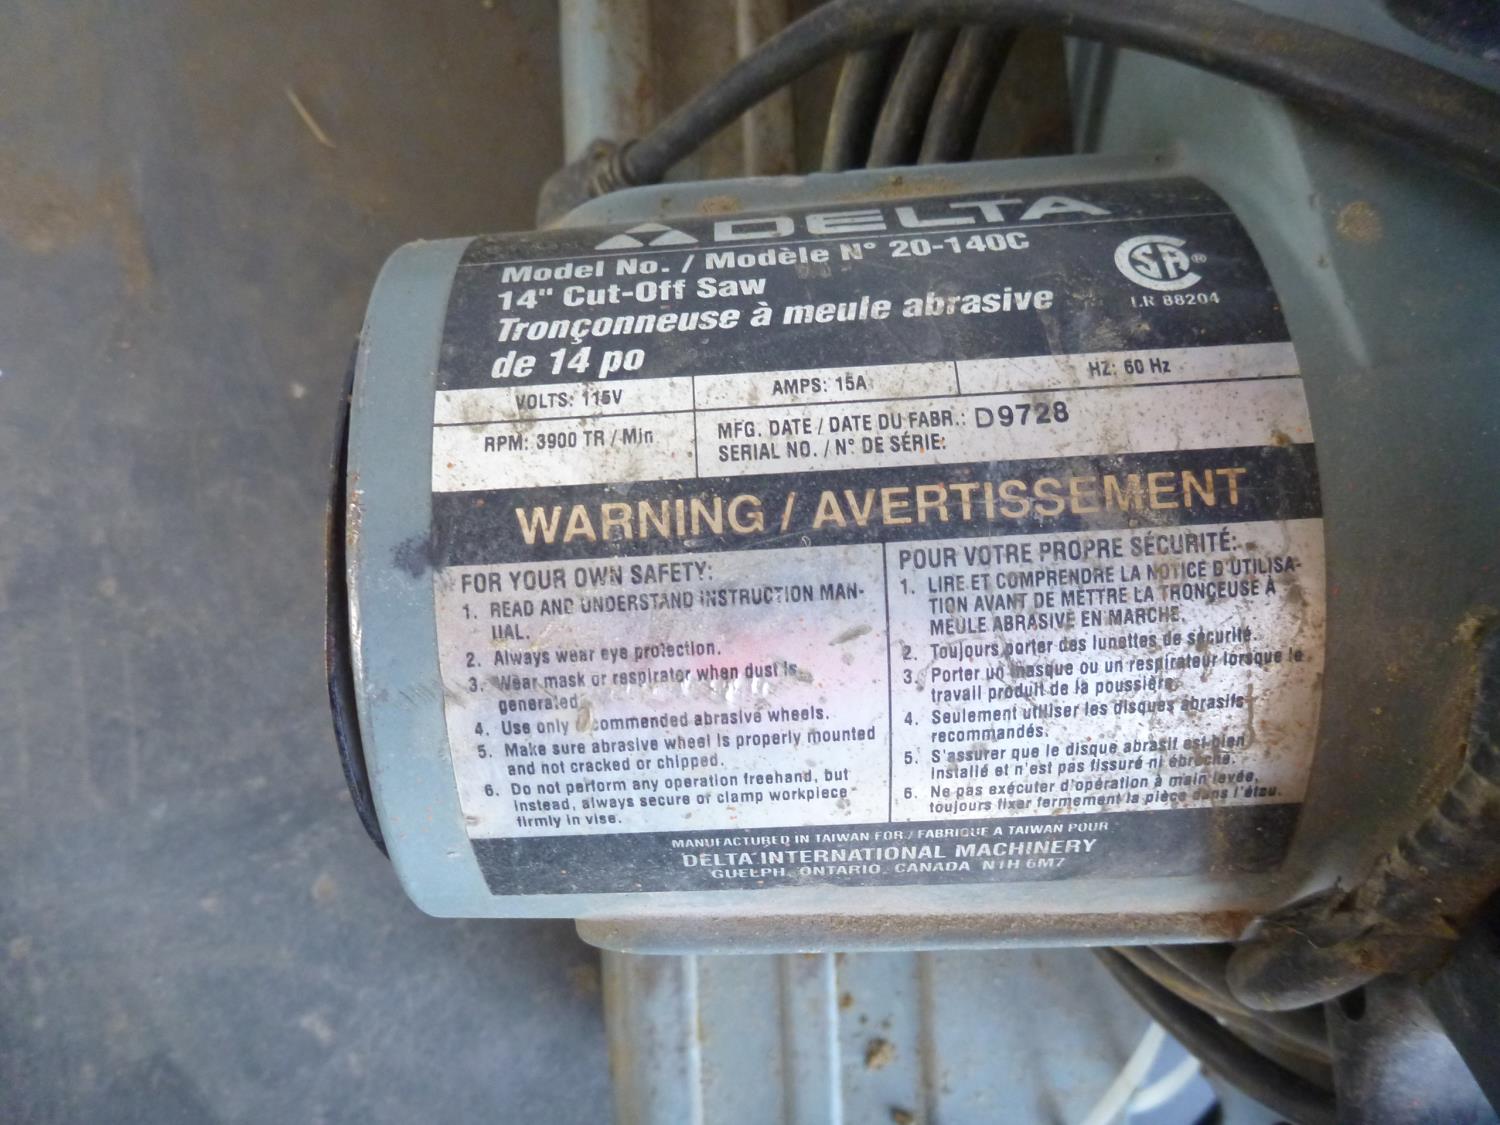 DELTA
Model No. / Modèle N° 20-140C
14" Cut-Off Saw
Tronçonneuse à meule abrasive
de 14 po
CSA®
LR 88204
VOLTS: 115V
AMPS: 15A
HZ: 60 Hz
RPM: 3900 TR / Min
MFG. DATE / DATE DU FABR.: D9728
SERIAL NO. / N° DE SÉRIE:
WARNING / AVERTISSEMENT
FOR YOUR OWN SAFETY:
1. READ AND UNDERSTAND INSTRUCTION MAN-
UAL.
2. Always wear eye protection.
3. Wear mask or respirator when dust is
generated.
4. Use only commended abrasive wheels.
5. Make sure abrasive wheel is properly mounted
and not cracked or chipped.
6. Do not perform any operation freehand, but
instead, always secure or clamp workpiece
firmly in vise.
POUR VOTRE PROPRE SÉCURITÉ:
1. LIRE ET COMPRENDRE LA NOTICE D'UTILISA-
TION AVANT DE METTRE LA TRONÇEUSE À
MEULE ABRASIVE EN MARCHE.
2. Toujours porter des lunettes de sécurité.
3. Porter un masque ou un respirateur lorsque le
travail produit de la poussière.
4. Seulement utiliser les disques abrasifs
recommandés.
5. S'assurer que le disque abrasif est bien
installé et n'est pas fissuré ni ébréché.
6. Ne pas exécuter d'opération à main levée,
toujours fixer fermement la pièce dans l'étau.
MANUFACTURED IN TAIWAN FOR / FABRIQUE A TAIWAN POUR
DELTA INTERNATIONAL MACHINERY
GUELPH, ONTARIO, CANADA N1H 6M7